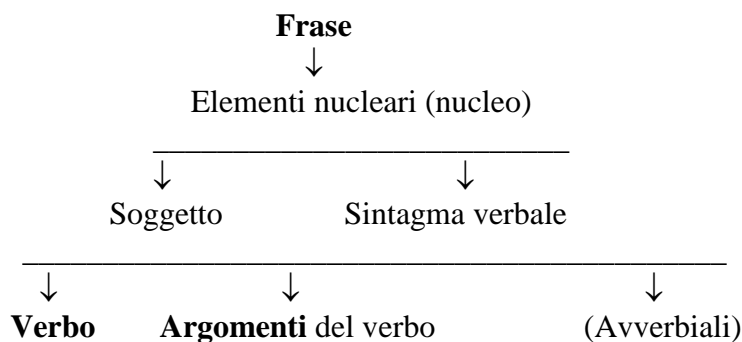 Frase
↓
Elementi nucleari (nucleo)
↓ ↓
Soggetto Sintagma verbale
↓ ↓ ↓
Verbo Argomenti del verbo (Avverbiali)